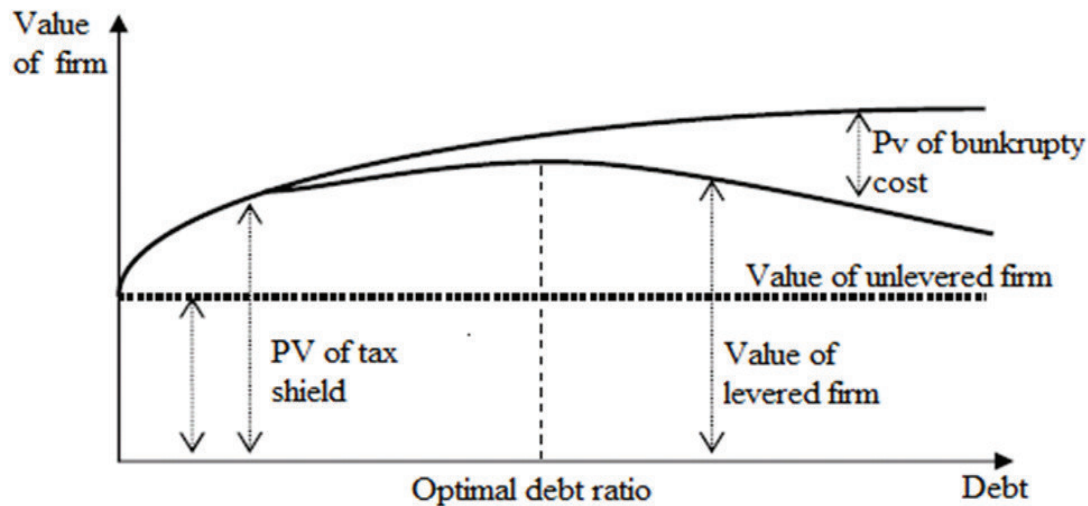 Value
of firm
Pv of bunkrupty
cost
Value of unlevered firm
PV of tax
shield
Value of
levered firm
Optimal debt ratio
Debt